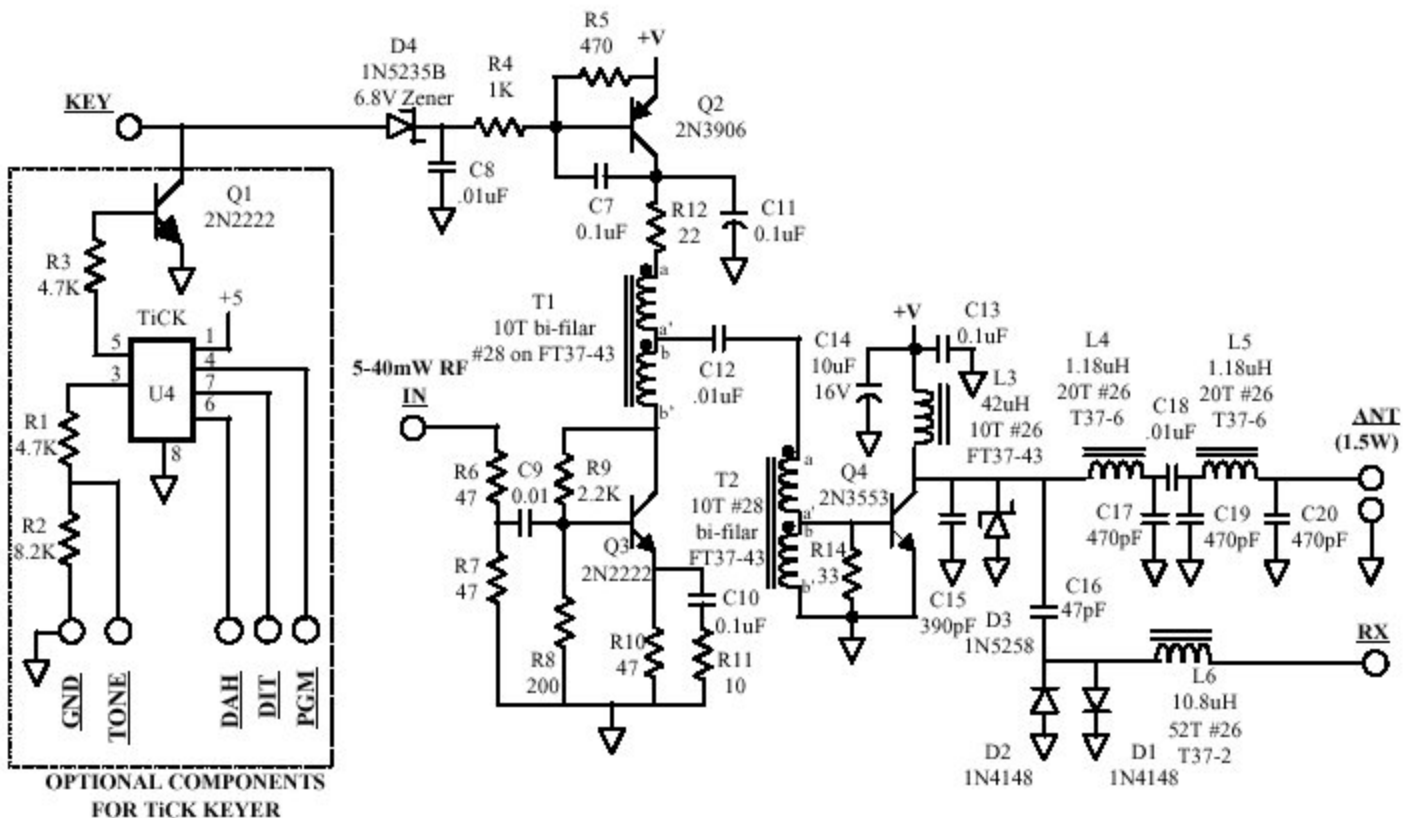 R5
470
+V
D4
1N5235B
6.8V Zener
R4
1K
Q2
2N3906
KEY
C8
.01uF
C7
0.1uF
R12
22
C11
0.1uF
Q1
2N2222
R3
4.7K
+5
TiCK
5
3
1
4
7
6
8
U4
R1
4.7K
R2
8.2K
GND
TONE
DAH
DIT
PGM
OPTIONAL COMPONENTS
FOR TiCK KEYER
T1
10T bi-filar
#28 on FT37-43
a
a'
b
b'
5-40mW RF
IN
C12
.01uF
R6
47
C9
0.01
R9
2.2K
R7
47
Q3
2N2222
R8
200
R10
47
C10
0.1uF
R11
10
T2
10T #28
bi-filar
FT37-43
a
a'
b
b'
+V
C14
10uF
16V
C13
0.1uF
L3
42uH
10T #26
FT37-43
Q4
2N3553
R14
33
C15
390pF
D3
1N5258
L4
1.18uH
20T #26
T37-6
C18
.01uF
L5
1.18uH
20T #26
T37-6
ANT
(1.5W)
C17
470pF
C19
470pF
C20
470pF
C16
47pF
RX
L6
10.8uH
52T #26
T37-2
D2
1N4148
D1
1N4148